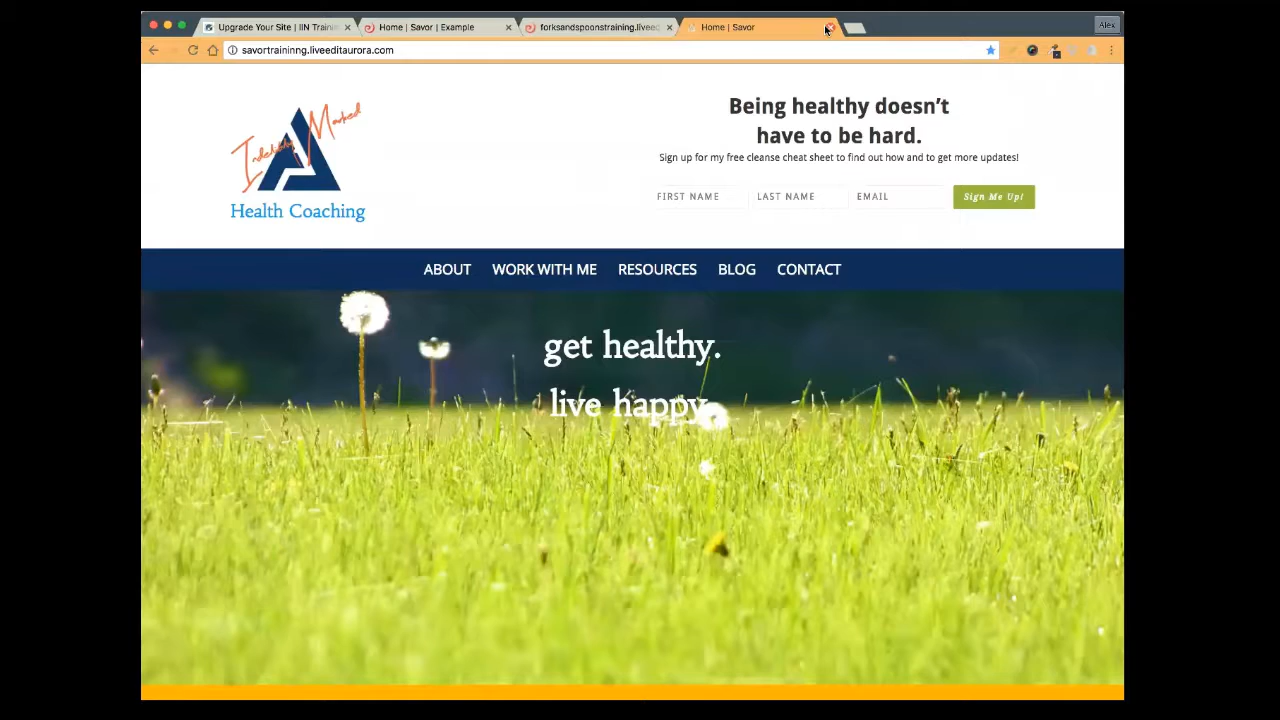 Upgrade Your Site | IIN Trainin
Home | Savor | Example
forksandspoonstraining.liveed
Home | Savor
Alex
savortraininng.liveeditaurora.com
Being healthy doesn't
have to be hard.
Sign up for my free cleanse cheat sheet to find out how and to get more updates!
FIRST NAME
LAST NAME
EMAIL
Sign Me Up!
Health Coaching
ABOUT
WORK WITH ME
RESOURCES
BLOG
CONTACT
get healthy.
live happy.